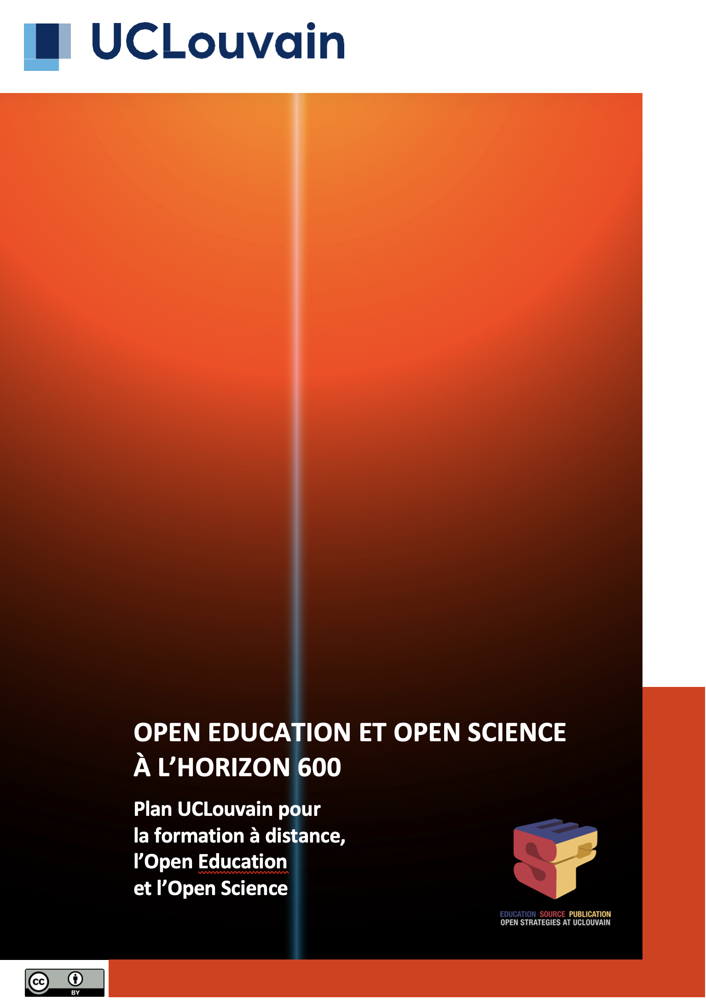 UCLouvain
OPEN EDUCATION ET OPEN SCIENCE
À L’HORIZON 600
Plan UCLouvain pour
la formation à distance,
l’Open Education
et l’Open Science
EDUCATION SOURCE PUBLICATION
OPEN STRATEGIES AT UCLOUVAIN
CC
BY